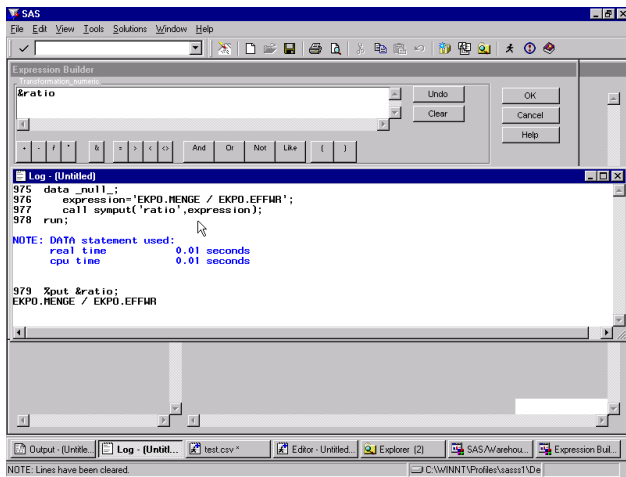 SAS
File Edit View Tools Solutions Window Help
Expression Builder
Transformation_numeric
&ratio
Undo
OK
Clear
Cancel
Help
+ - / * & = > < <> And Or Not Like ( )
Log - (Untitled)
975 data _null_;
976 expression='EKPO.MENGE / EKPO.EFFWR';
977 call symput('ratio',expression);
978 run;
NOTE: DATA statement used:
real time 0.01 seconds
cpu time 0.01 seconds
979 %put &ratio;
EKPO.MENGE / EKPO.EFFWR
Output - (Untitle... Log - (Untitl... test.csv * Editor - Untitled... Explorer (2) SAS/Warehou... Expression Buil...
NOTE: Lines have been cleared.
C:\WINNT\Profiles\sasss1\De